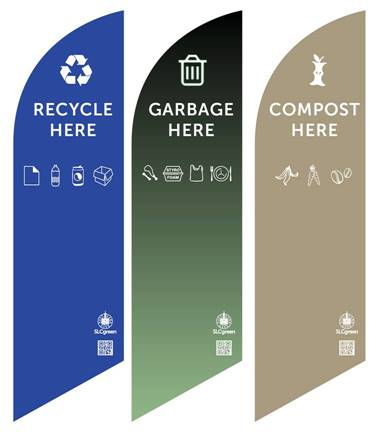 RECYCLE
HERE
SLCgreen
GARBAGE
HERE
STYRO
FOAM
SLCgreen
COMPOST
HERE
SLCgreen